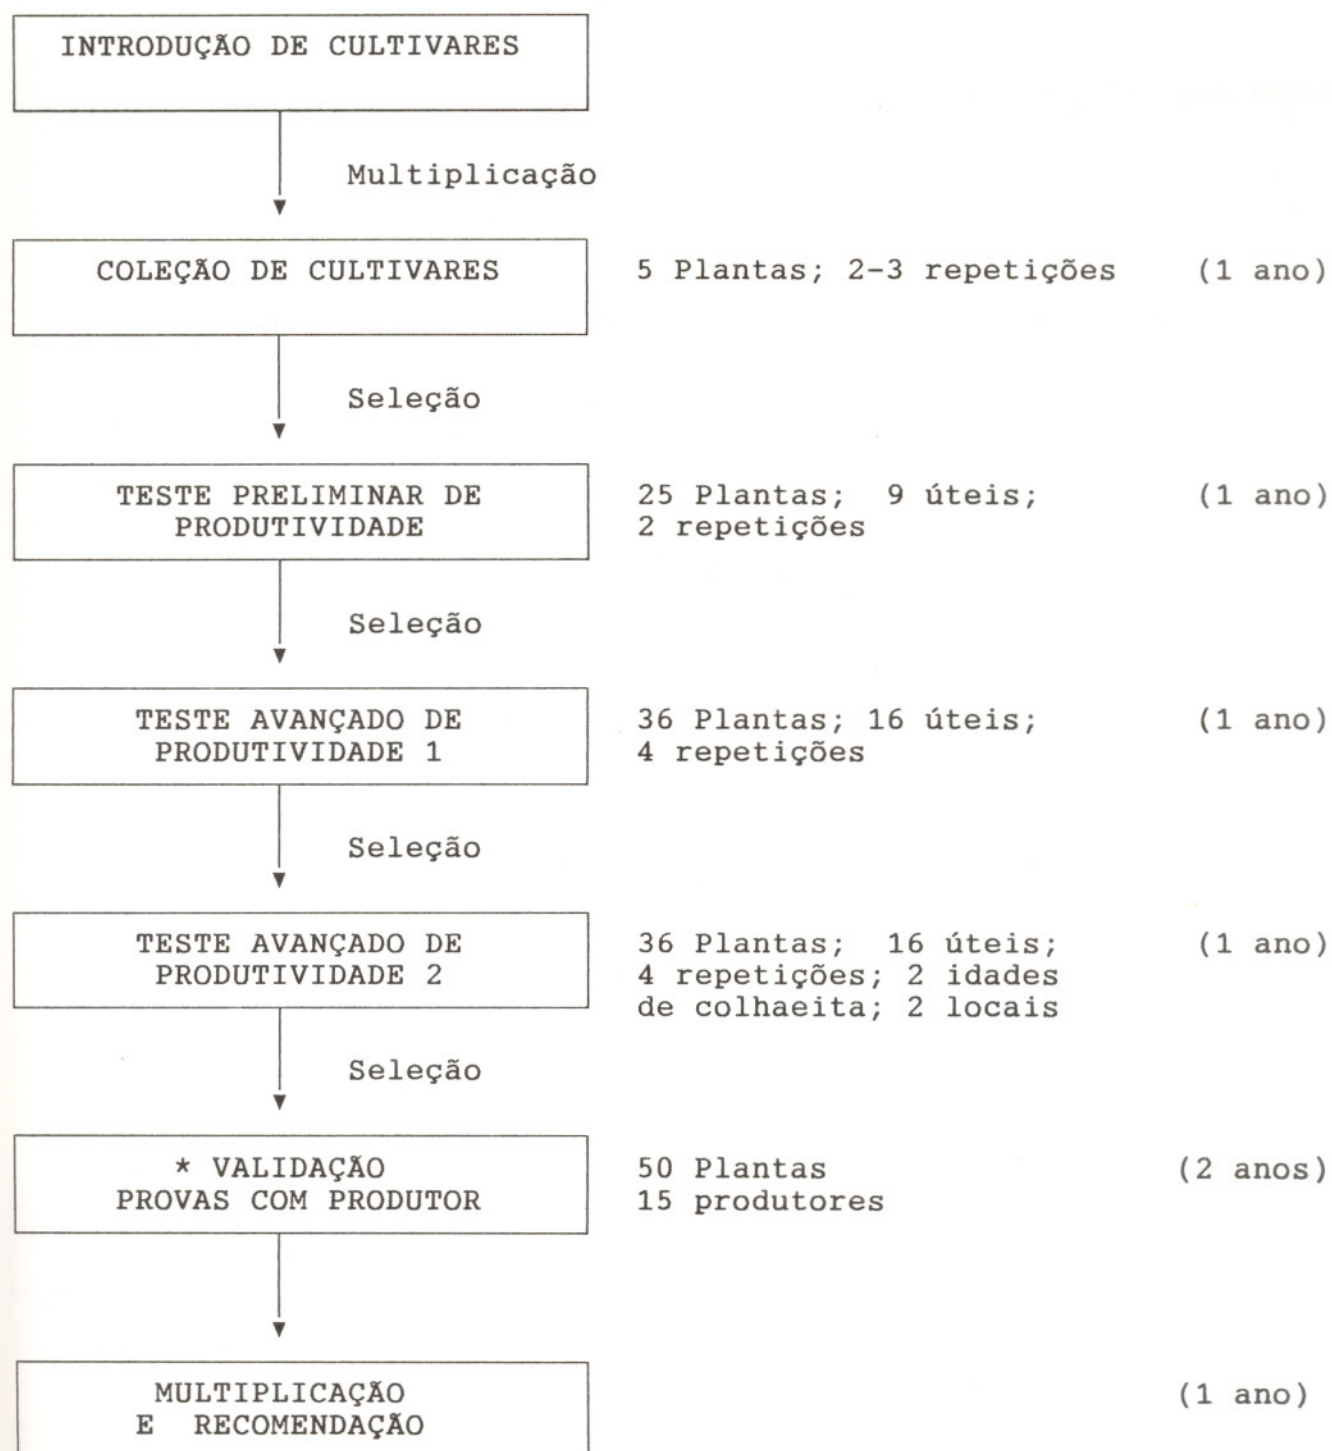 INTRODUÇÃO DE CULTIVARES
Multiplicação
COLEÇÃO DE CULTIVARES
5 Plantas; 2-3 repetições (1 ano)
Seleção
TESTE PRELIMINAR DE
PRODUTIVIDADE
25 Plantas; 9 úteis; (1 ano)
2 repetições
Seleção
TESTE AVANÇADO DE
PRODUTIVIDADE 1
36 Plantas; 16 úteis; (1 ano)
4 repetições
Seleção
TESTE AVANÇADO DE
PRODUTIVIDADE 2
36 Plantas; 16 úteis; (1 ano)
4 repetições; 2 idades
de colhaeita; 2 locais
Seleção
* VALIDAÇÃO
PROVAS COM PRODUTOR
50 Plantas (2 anos)
15 produtores
MULTIPLICAÇÃO
E RECOMENDAÇÃO
(1 ano)